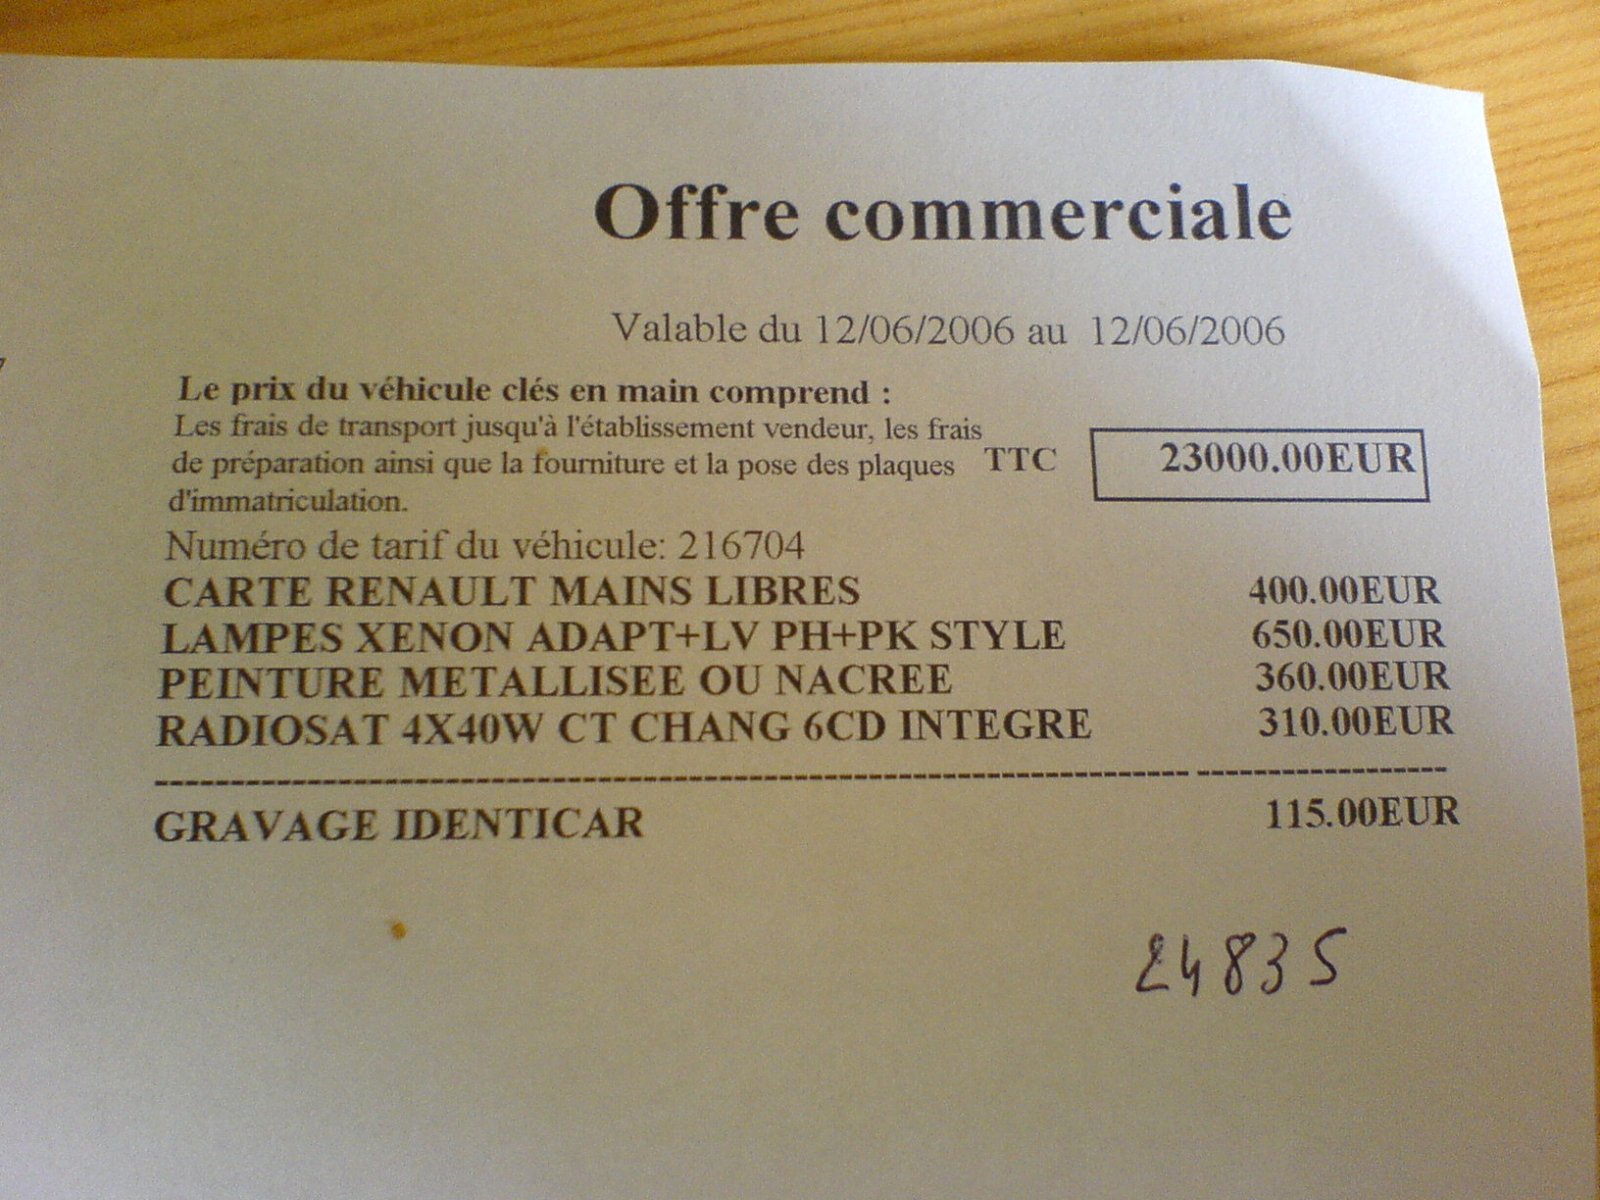 Offre commerciale
Valable du 12/06/2006 au 12/06/2006
Le prix du véhicule clés en main comprend :
Les frais de transport jusqu'à l'établissement vendeur, les frais
de préparation ainsi que la fourniture et la pose des plaques TTC 23000.00EUR
d'immatriculation.
Numéro de tarif du véhicule: 216704
CARTE RENAULT MAINS LIBRES 400.00EUR
LAMPES XENON ADAPT+LV PH+PK STYLE 650.00EUR
PEINTURE METALLISEE OU NACREE 360.00EUR
RADIOSAT 4X40W CT CHANG 6CD INTEGRE 310.00EUR
GRAVAGE IDENTICAR 115.00EUR
24835